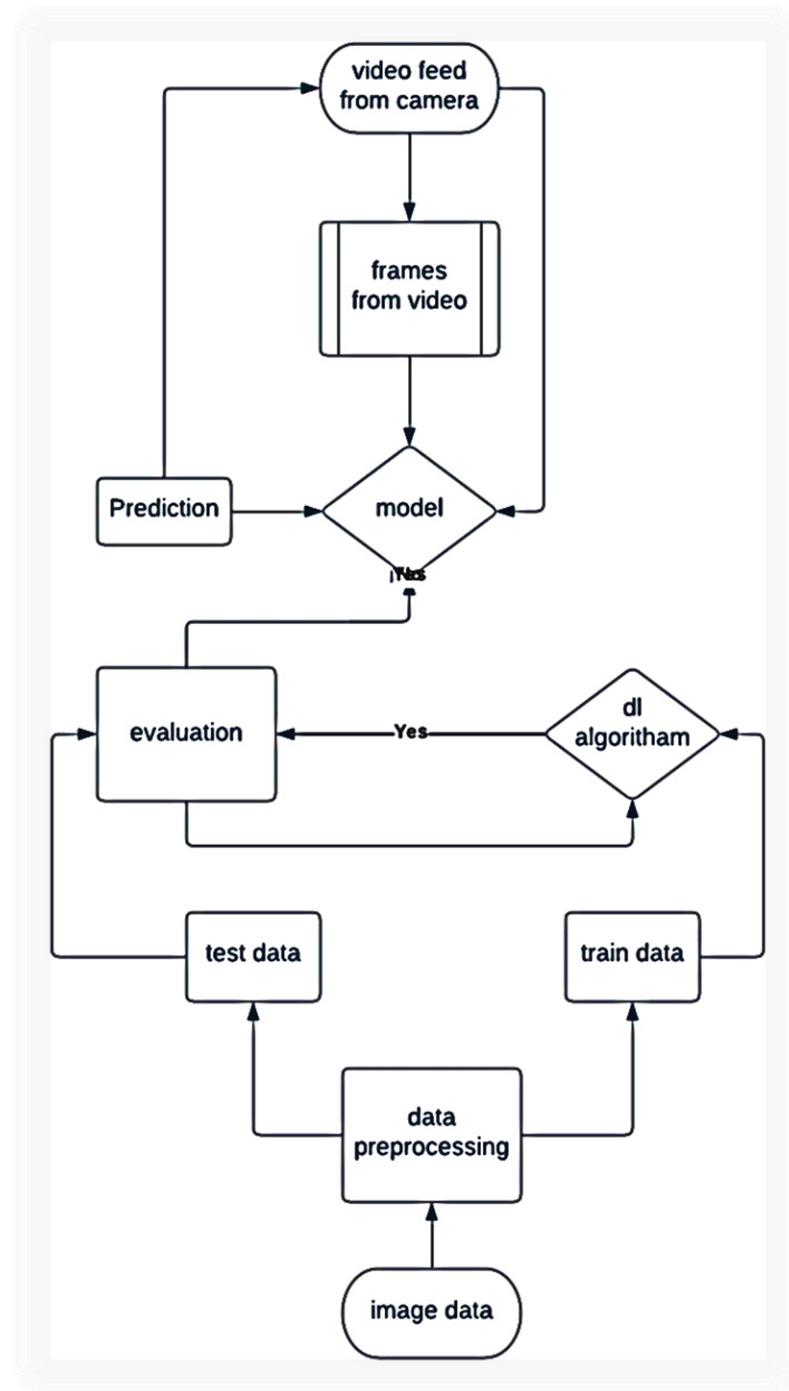 video feed
from camera
frames
from video
Prediction
model
evaluation
Yes
dl
algoritham
test data
train data
data
preprocessing
image data